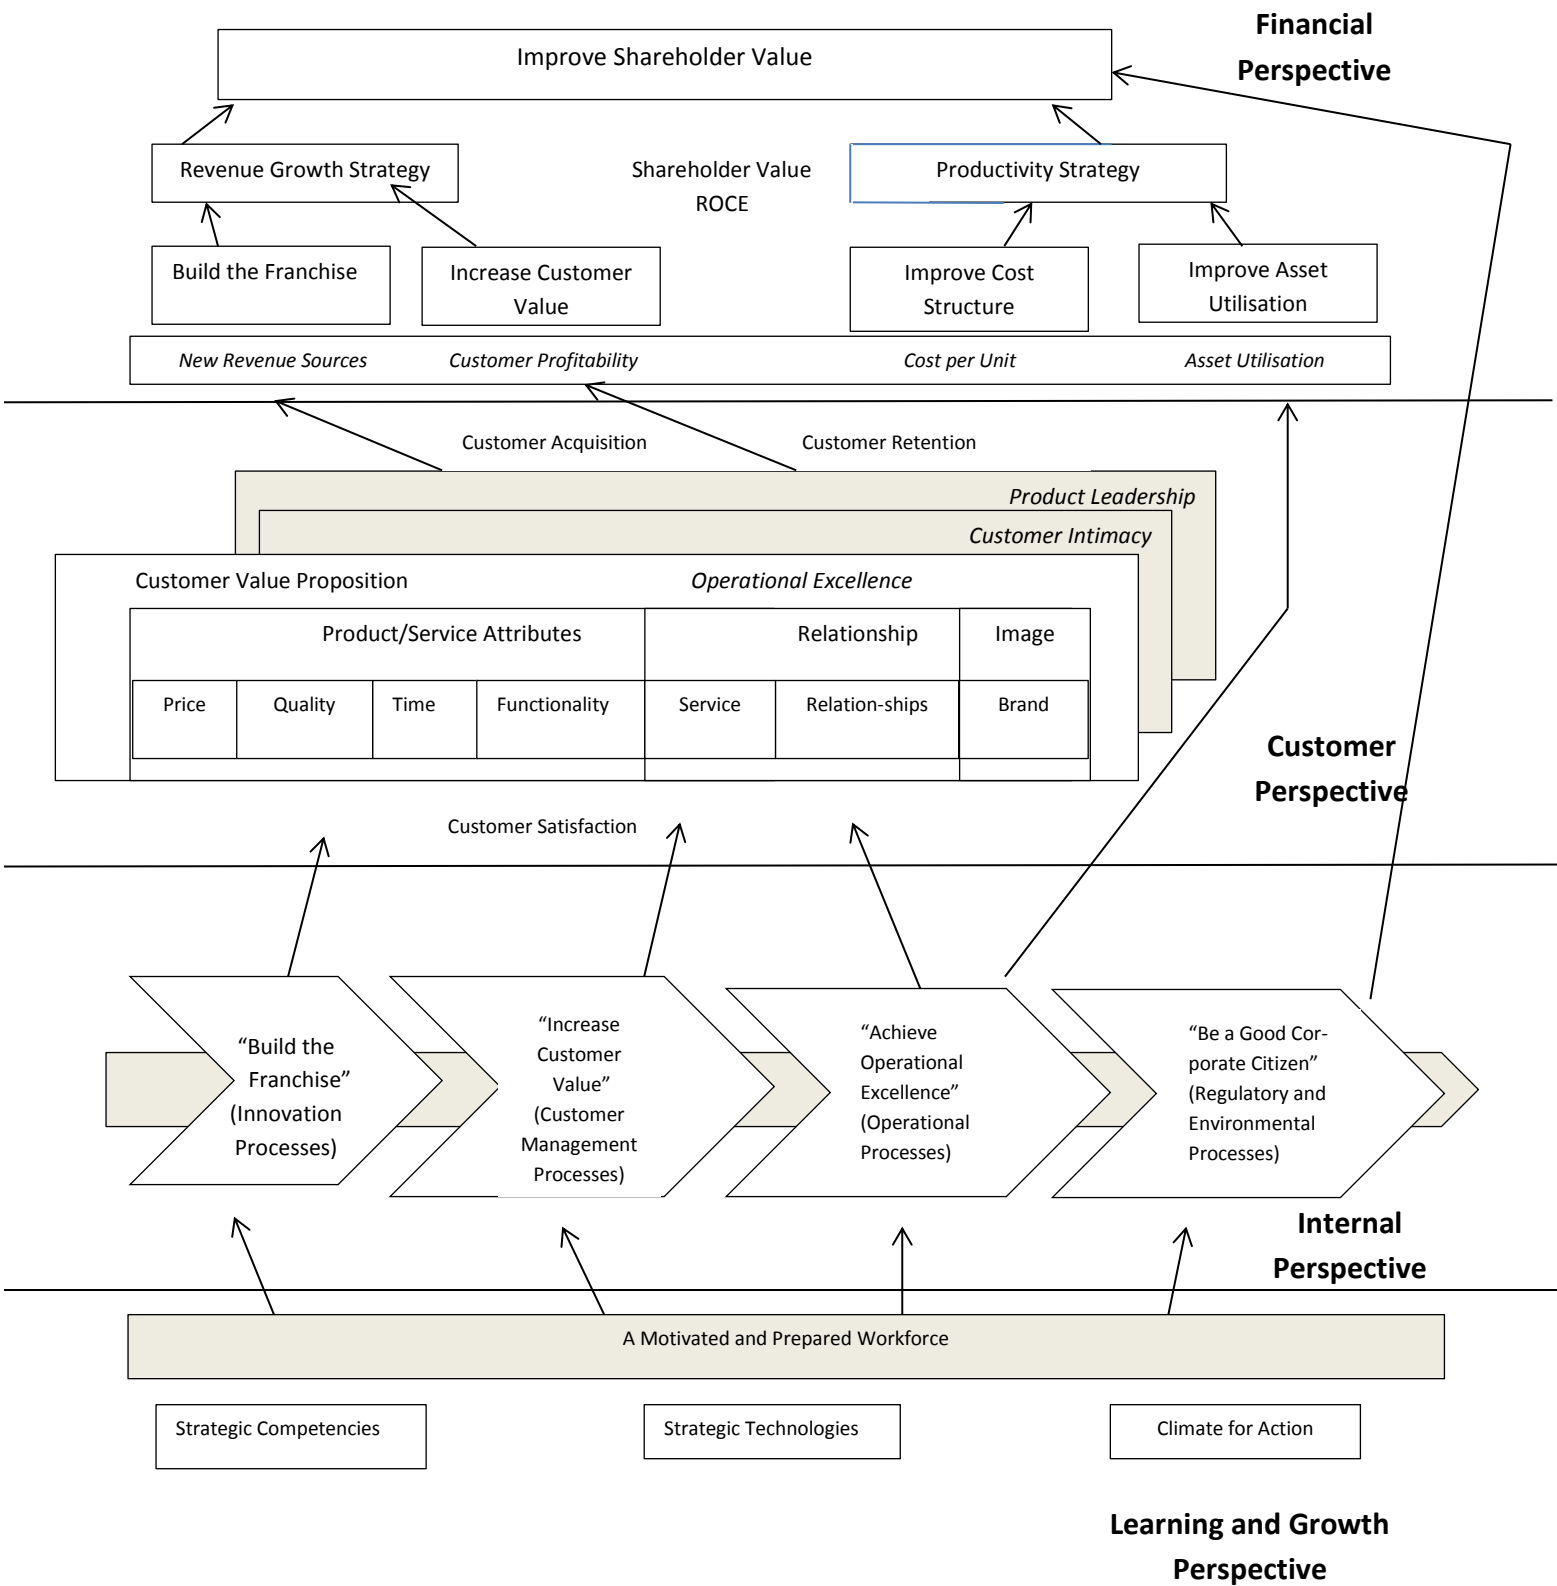 Financial
Perspective
Improve Shareholder Value
Revenue Growth Strategy
Shareholder Value
ROCE
Productivity Strategy
Build the Franchise
Increase Customer
Value
Improve Cost
Structure
Improve Asset
Utilisation
New Revenue Sources
Customer Profitability
Cost per Unit
Asset Utilisation
Customer Acquisition
Customer Retention
Product Leadership
Customer Intimacy
Customer Value Proposition
Operational Excellence
Product/Service Attributes
Relationship
Image
Price
Quality
Time
Functionality
Service
Relation-ships
Brand
Customer
Perspective
Customer Satisfaction
“Build the
Franchise”
(Innovation
Processes)
“Increase
Customer
Value”
(Customer
Management
Processes)
“Achieve
Operational
Excellence”
(Operational
Processes)
“Be a Good Cor-
porate Citizen”
(Regulatory and
Environmental
Processes)
Internal
Perspective
A Motivated and Prepared Workforce
Strategic Competencies
Strategic Technologies
Climate for Action
Learning and Growth
Perspective